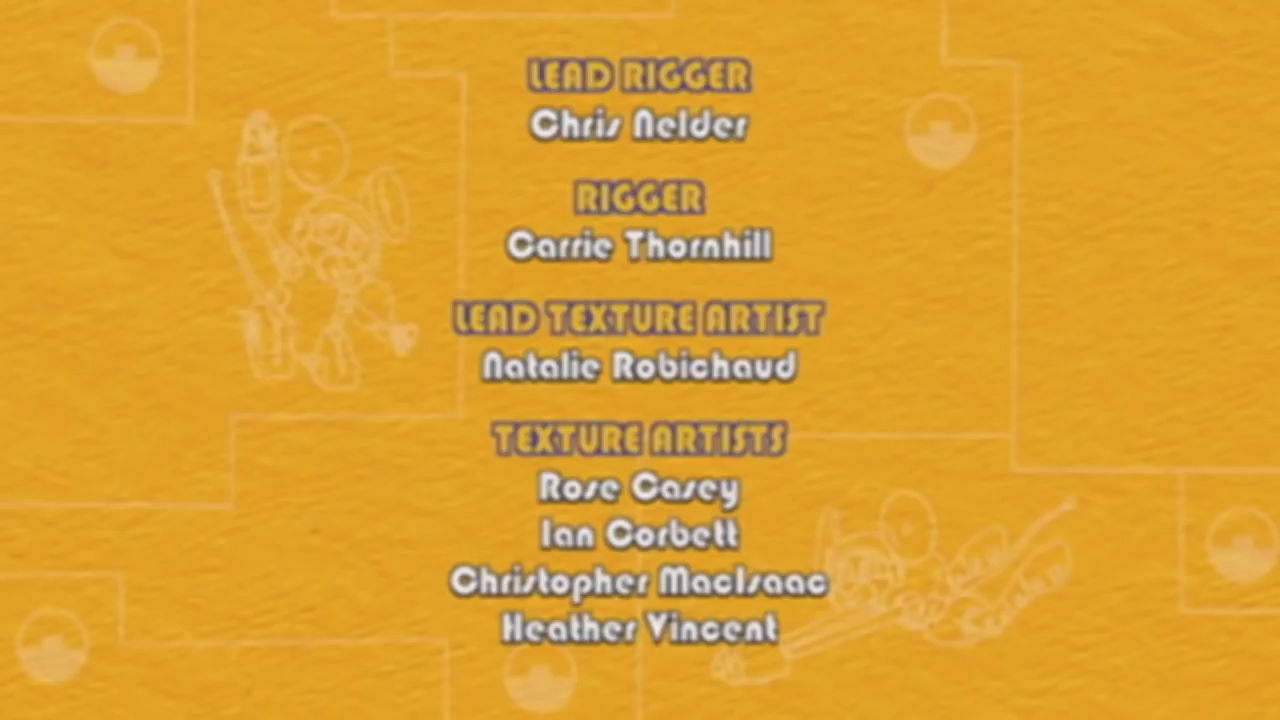 LEAD RIGGER
Chris Nelder
RIGGER
Carrie Thornhill
LEAD TEXTURE ARTIST
Natalie Robichaud
TEXTURE ARTISTS
Rose Casey
Ian Corbett
Christopher MacIsaac
Heather Vincent